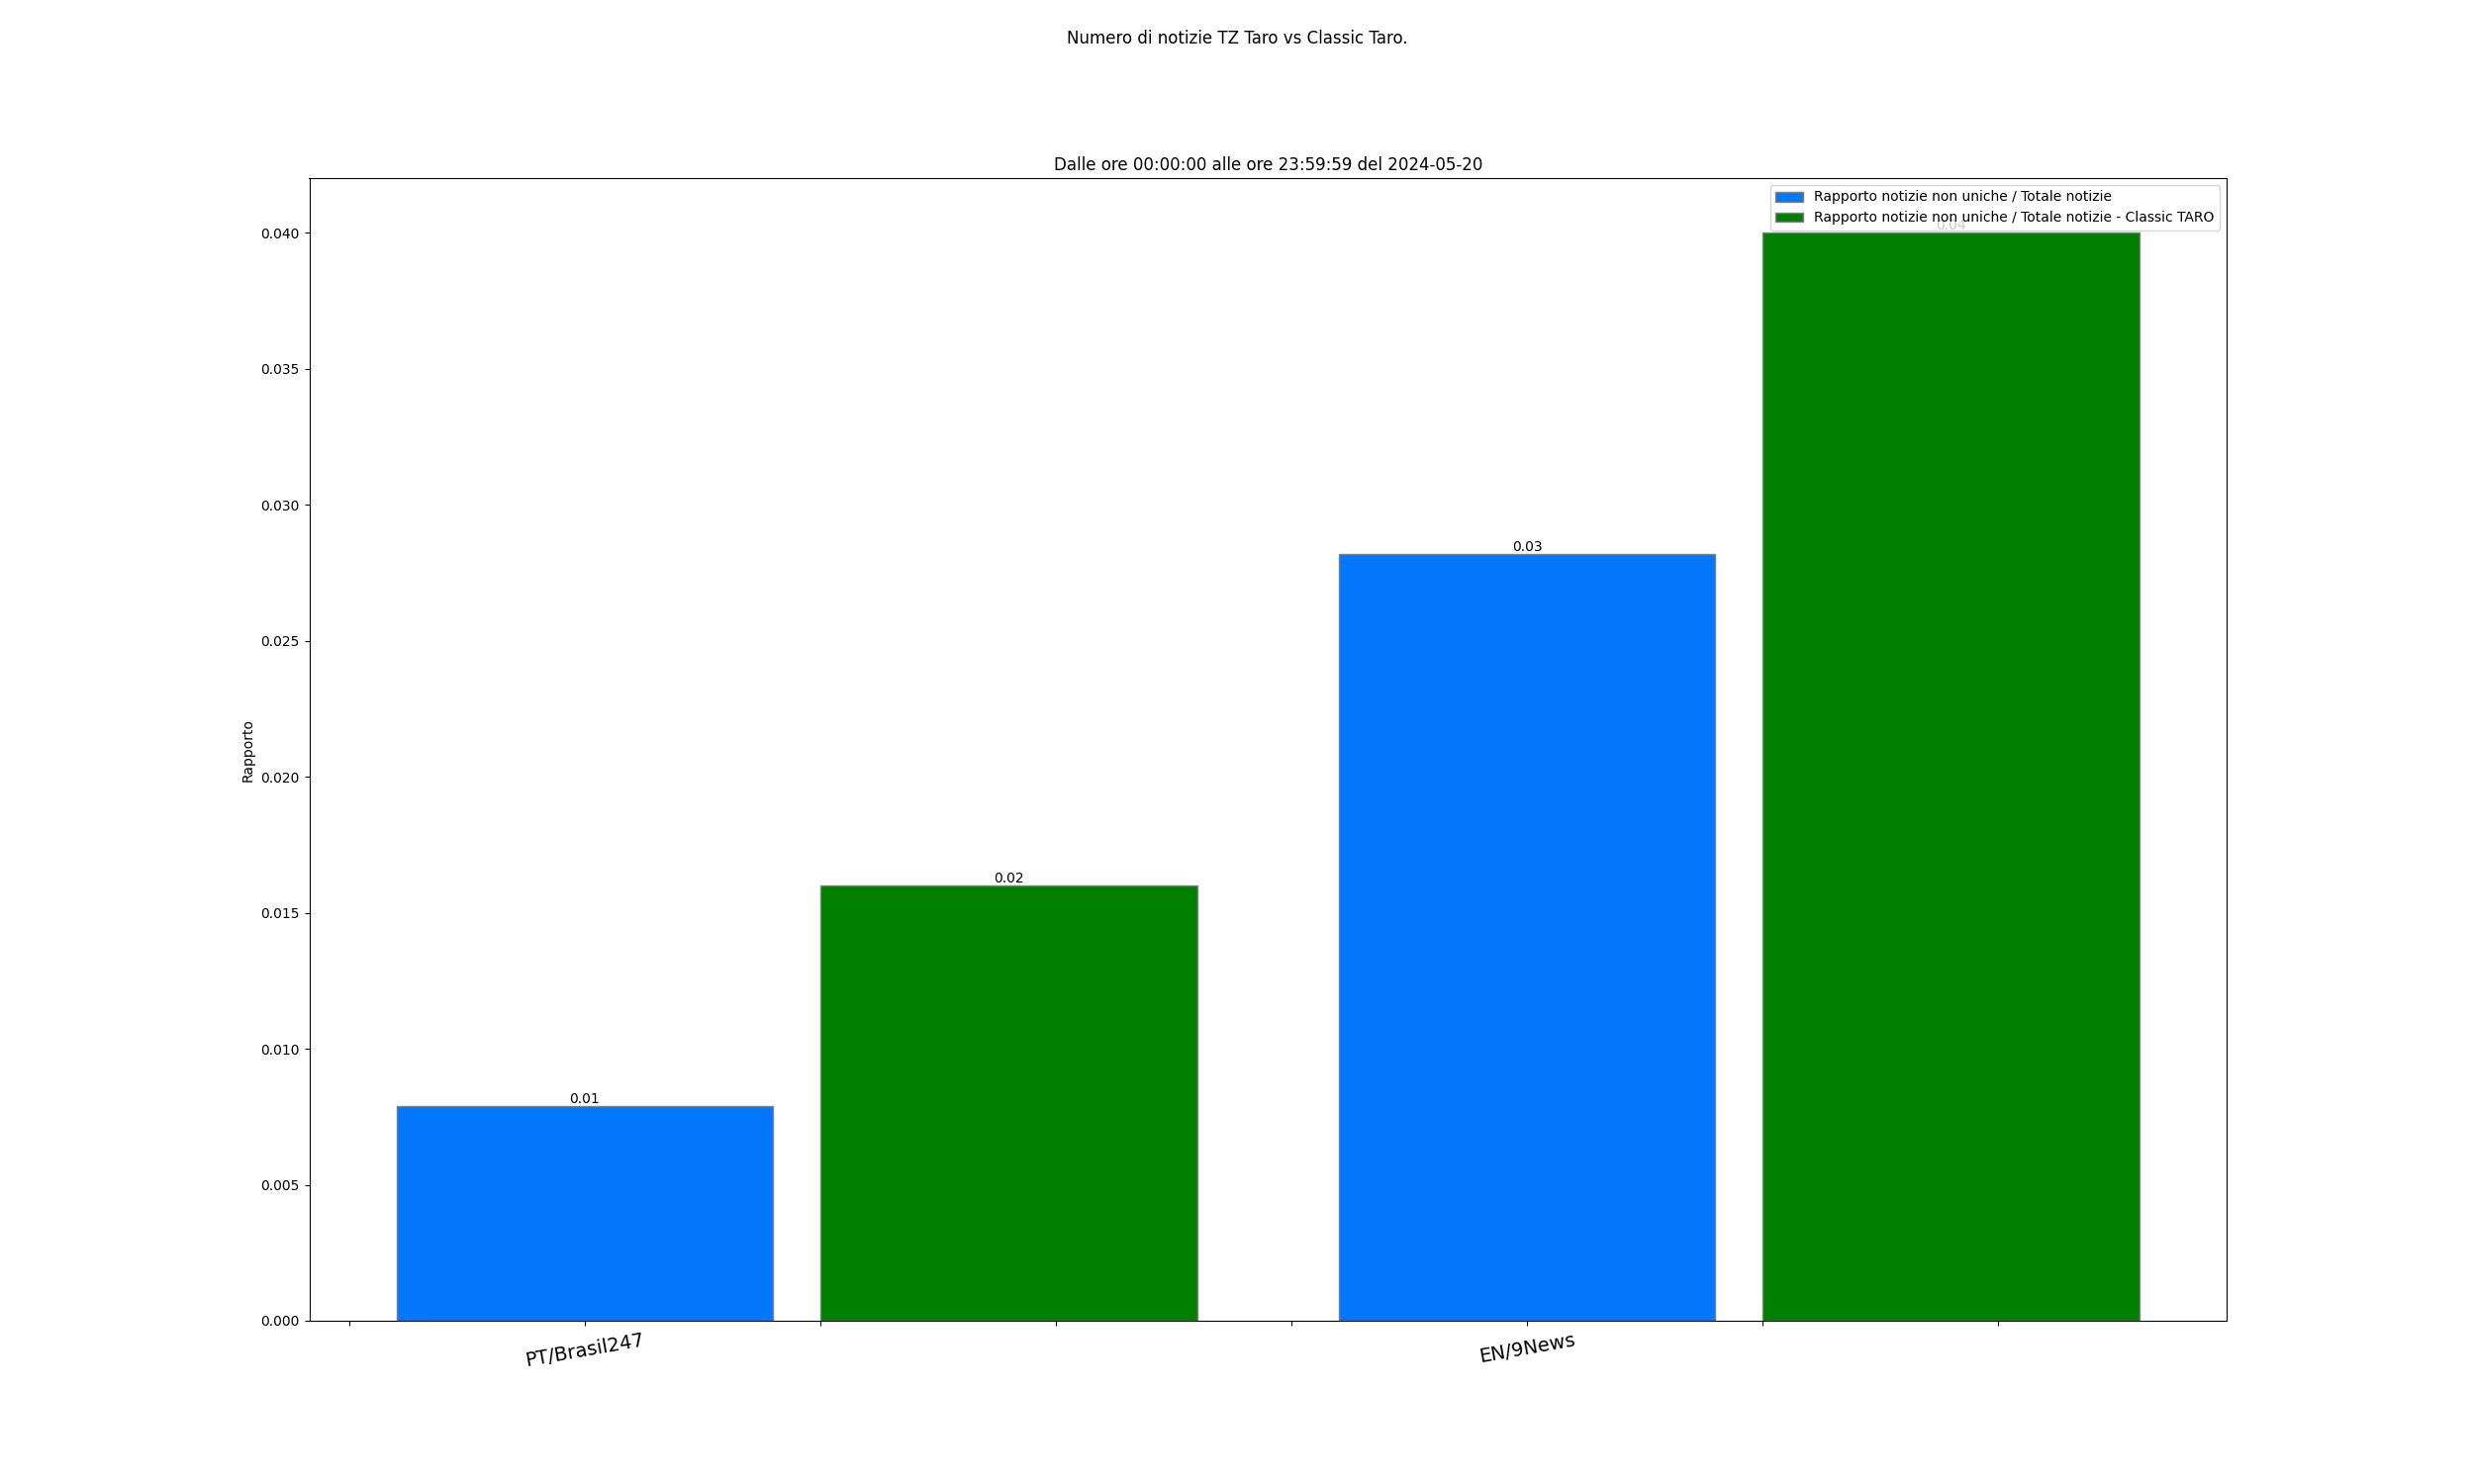 Numero di notizie TZ Taro vs Classic Taro.
Dalle ore 00:00:00 alle ore 23:59:59 del 2024-05-20
Rapporto notizie non uniche / Totale notizie
Rapporto notizie non uniche / Totale notizie - Classic TARO
0.04
0.040
0.035
0.030
0.025
0.020
0.015
0.010
0.005
0.000
Rapporto
0.03
0.02
0.01
PT/Brasil247
EN/9News